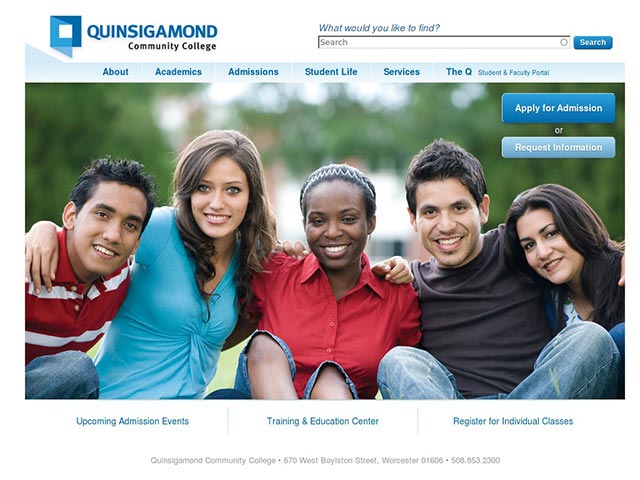 QUINSIGAMOND
Community College
What would you like to find?
Search
Search
About
Academics
Admissions
Student Life
Services
The Q Student & Faculty Portal
Apply for Admission
or
Request Information
Upcoming Admission Events
Training & Education Center
Register for Individual Classes
Quinsigamond Community College • 670 West Boylston Street, Worcester 01606 • 508.853.2300